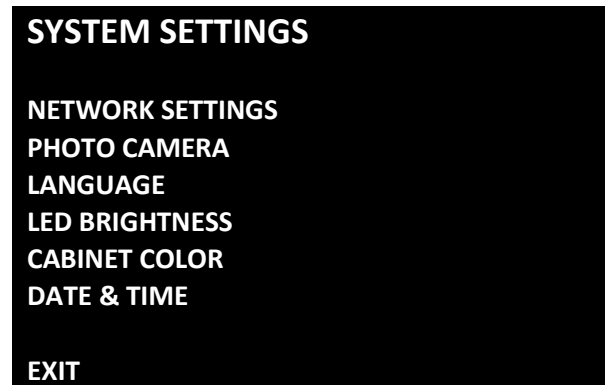 SYSTEM SETTINGS
NETWORK SETTINGS
PHOTO CAMERA
LANGUAGE
LED BRIGHTNESS
CABINET COLOR
DATE & TIME
EXIT